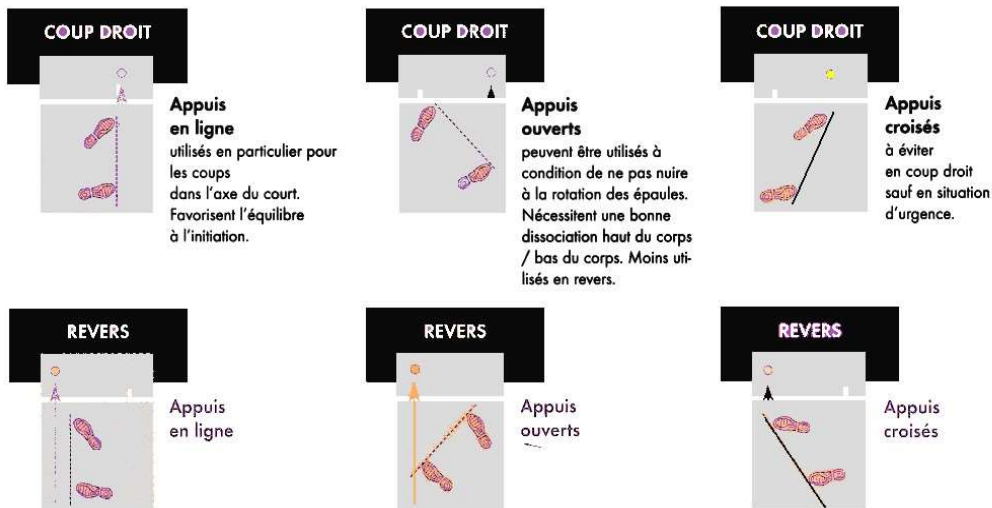 COUP DROIT
Appuis
en ligne
utilisés en particulier pour
les coups
dans l'axe du court.
Favorisent l'équilibre
à l'initiation.
COUP DROIT
Appuis
ouverts
peuvent être utilisés à
condition de ne pas nuire
à la rotation des épaules.
Nécessitent une bonne
dissociation haut du corps
/ bas du corps. Moins uti-
lisés en revers.
COUP DROIT
Appuis
croisés
à éviter
en coup droit
sauf en situation
d'urgence.
REVERS
Appuis
en ligne
REVERS
Appuis
ouverts
REVERS
Appuis
croisés